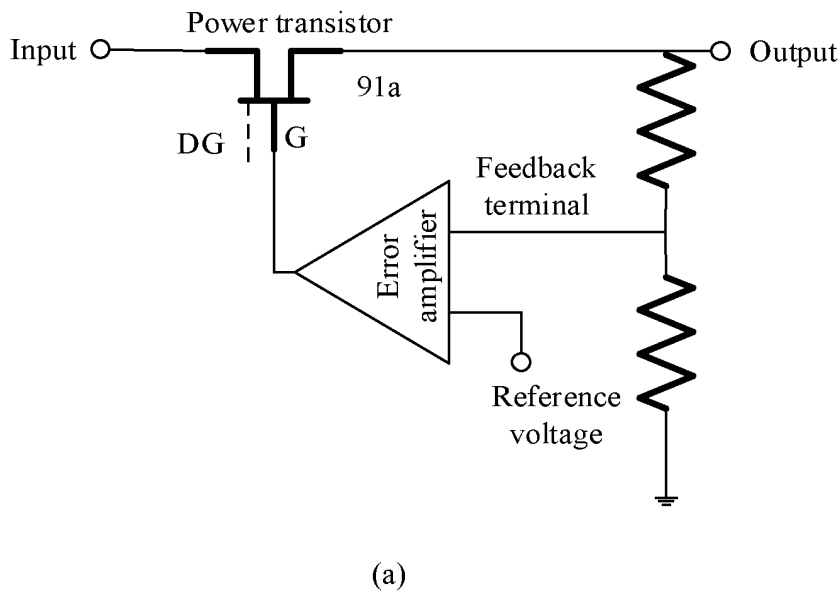 Power transistor
Input
Output
91a
DG
G
Feedback
terminal
Error
amplifier
Reference
voltage
(a)